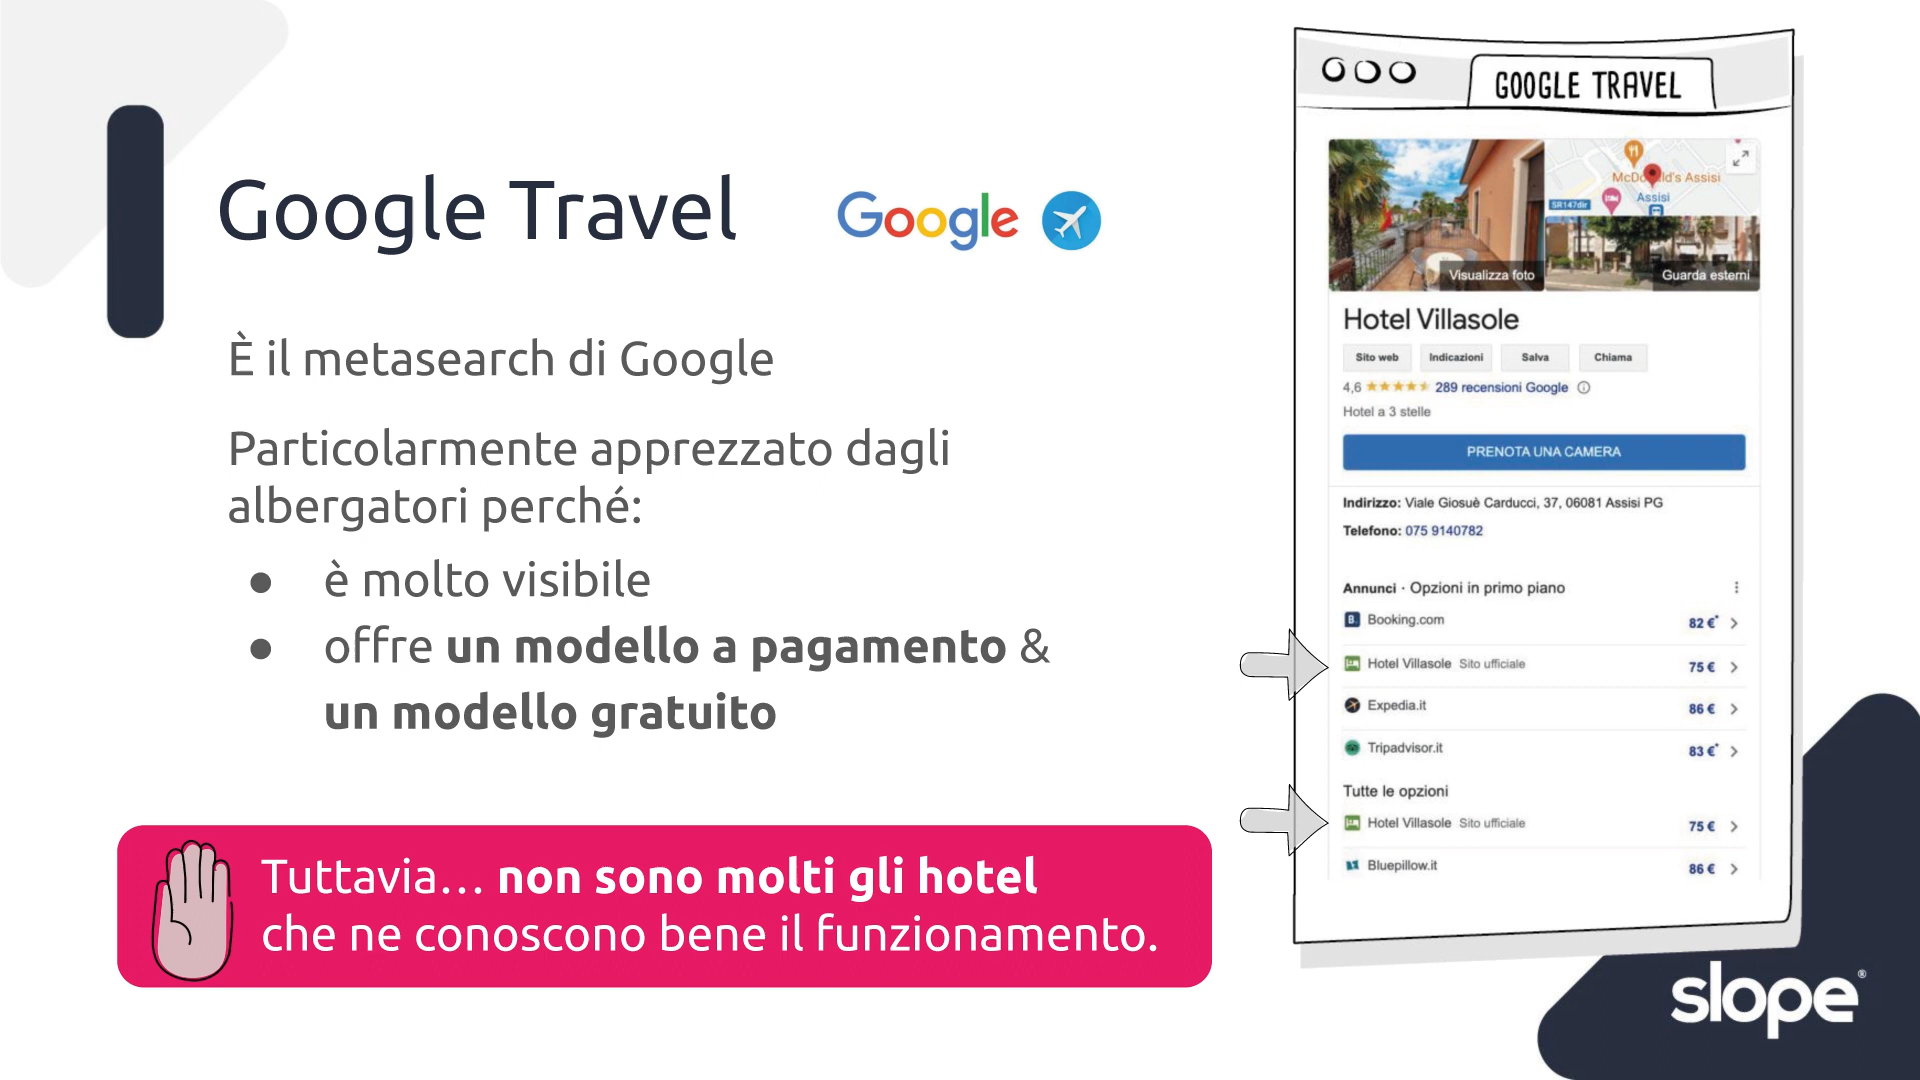 Google Travel
Google
È il metasearch di Google
Particolarmente apprezzato dagli
albergatori perché:
● è molto visibile
● offre un modello a pagamento &
un modello gratuito
Tuttavia… non sono molti gli hotel
che ne conoscono bene il funzionamento.
GOOGLE TRAVEL
McDonald's Assisi
Assisi
SR147dir
Visualizza foto
Guarda esterni
Hotel Villasole
Sito web Indicazioni Salva Chiama
4,6 289 recensioni Google
Hotel a 3 stelle
PRENOTA UNA CAMERA
Indirizzo: Viale Giosuè Carducci, 37, 06081 Assisi PG
Telefono: 075 9140782
Annunci · Opzioni in primo piano
B. Booking.com 82 €*
Hotel Villasole Sito ufficiale 75 €
Expedia.it 86 €
Tripadvisor.it 83 €*
Tutte le opzioni
Hotel Villasole Sito ufficiale 75 €
Bluepillow.it 86 €
slope®